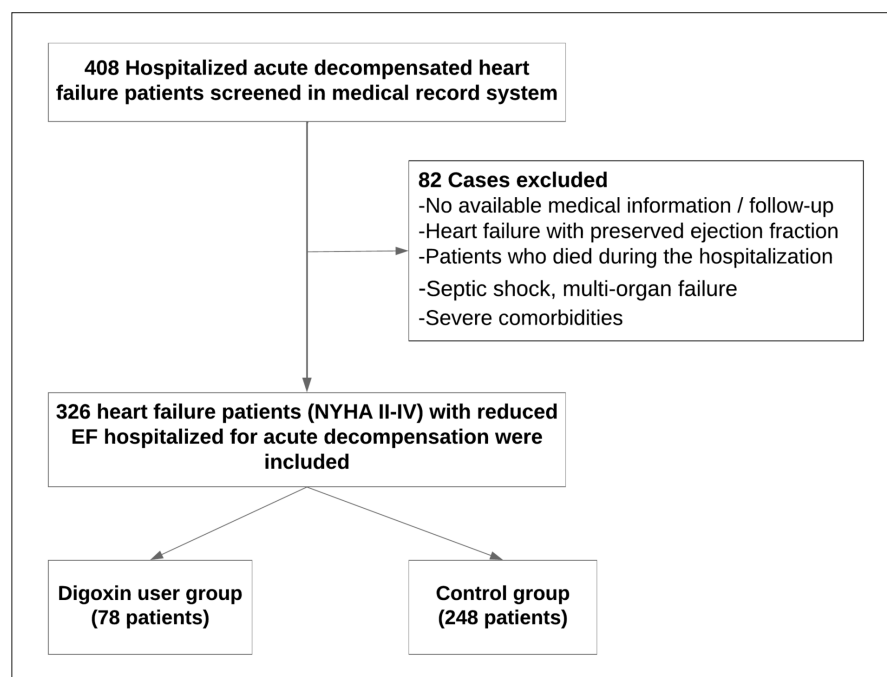 408 Hospitalized acute decompensated heart
failure patients screened in medical record system
82 Cases excluded
-No available medical information / follow-up
-Heart failure with preserved ejection fraction
-Patients who died during the hospitalization
-Septic shock, multi-organ failure
-Severe comorbidities
326 heart failure patients (NYHA II-IV) with reduced
EF hospitalized for acute decompensation were
included
Digoxin user group
(78 patients)
Control group
(248 patients)